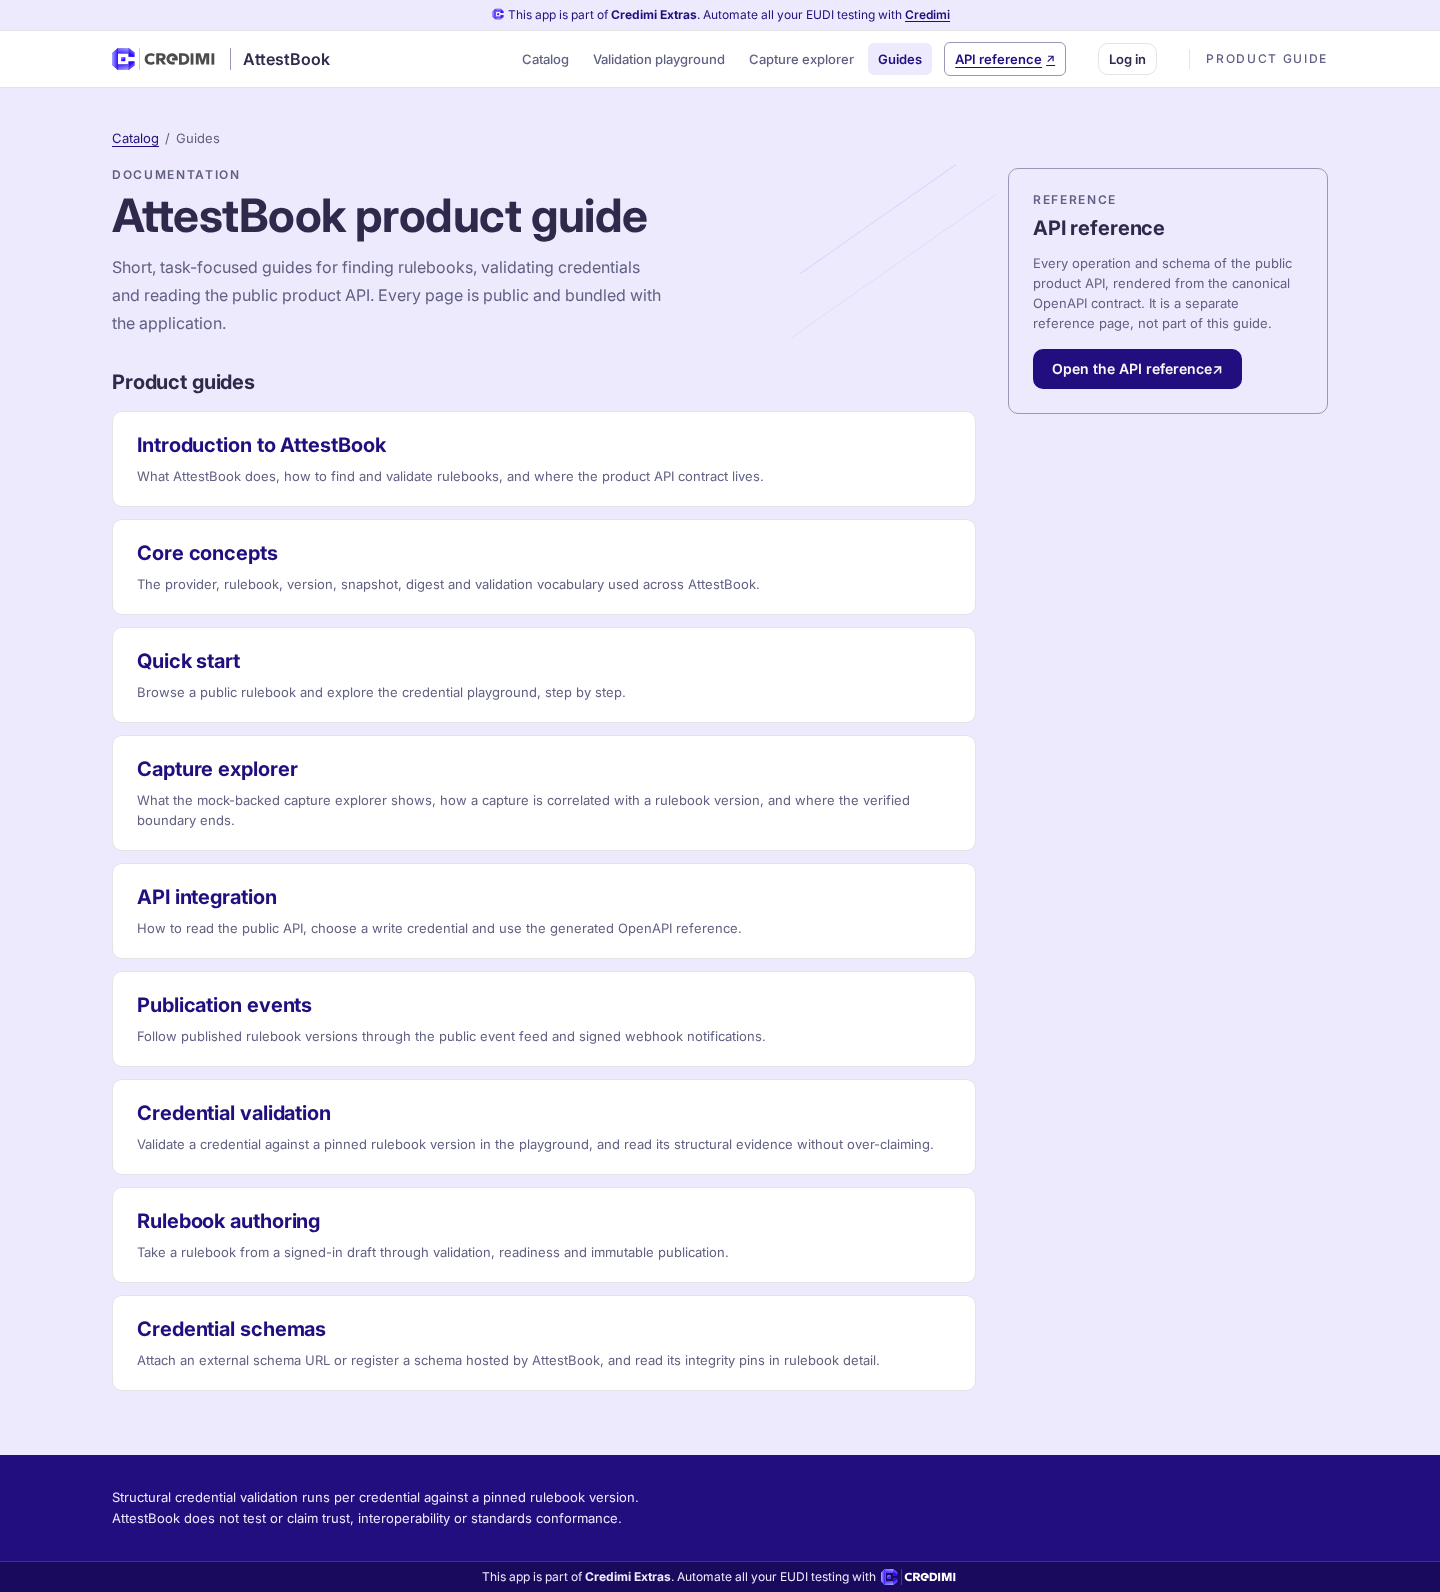 This app is part of Credimi Extras. Automate all your EUDI testing with Credimi
CREDIMI
AttestBook
Catalog
Validation playground
Capture explorer
Guides
API reference ↗
Log in
PRODUCT GUIDE
Catalog / Guides
DOCUMENTATION
AttestBook product guide
Short, task-focused guides for finding rulebooks, validating credentials
and reading the public product API. Every page is public and bundled with
the application.
REFERENCE
API reference
Every operation and schema of the public
product API, rendered from the canonical
OpenAPI contract. It is a separate
reference page, not part of this guide.
Open the API reference↗
Product guides
Introduction to AttestBook
What AttestBook does, how to find and validate rulebooks, and where the product API contract lives.
Core concepts
The provider, rulebook, version, snapshot, digest and validation vocabulary used across AttestBook.
Quick start
Browse a public rulebook and explore the credential playground, step by step.
Capture explorer
What the mock-backed capture explorer shows, how a capture is correlated with a rulebook version, and where the verified
boundary ends.
API integration
How to read the public API, choose a write credential and use the generated OpenAPI reference.
Publication events
Follow published rulebook versions through the public event feed and signed webhook notifications.
Credential validation
Validate a credential against a pinned rulebook version in the playground, and read its structural evidence without over-claiming.
Rulebook authoring
Take a rulebook from a signed-in draft through validation, readiness and immutable publication.
Credential schemas
Attach an external schema URL or register a schema hosted by AttestBook, and read its integrity pins in rulebook detail.
Structural credential validation runs per credential against a pinned rulebook version.
AttestBook does not test or claim trust, interoperability or standards conformance.
This app is part of Credimi Extras. Automate all your EUDI testing with CREDIMI